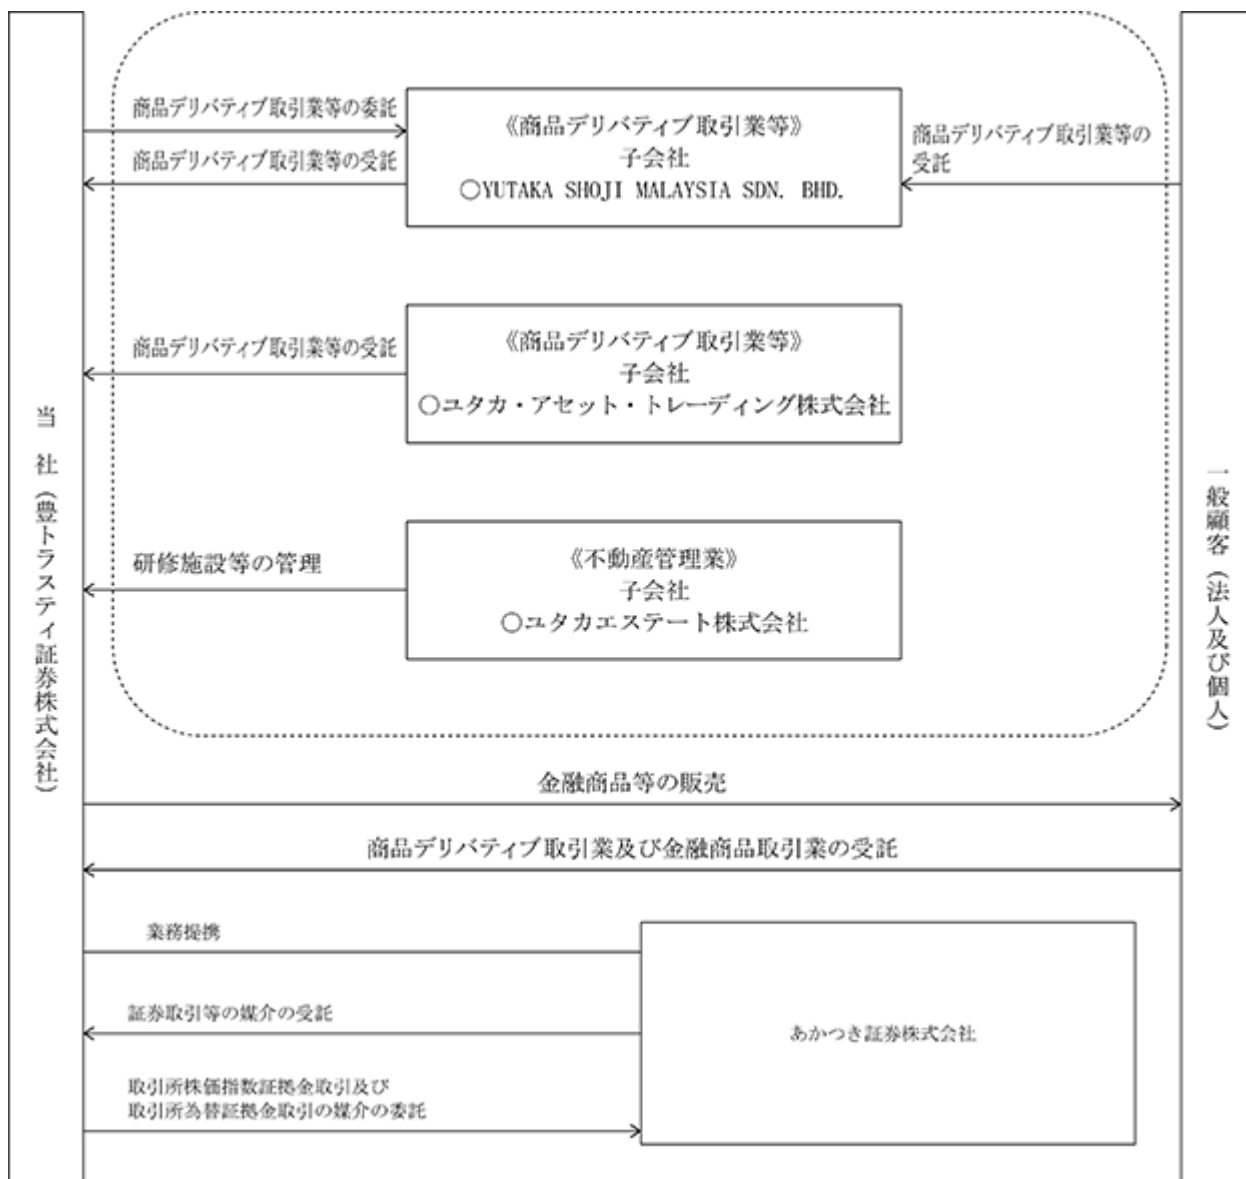 当社(豊トラスティ証券株式会社)
商品デリバティブ取引業等の委託
商品デリバティブ取引業等の受託
《商品デリバティブ取引業等》
子会社
○YUTAKA SHOJI MALAYSIA SDN. BHD.
商品デリバティブ取引業等の
受託
商品デリバティブ取引業等の受託
《商品デリバティブ取引業等》
子会社
○ユタカ・アセット・トレーディング株式会社
研修施設等の管理
《不動産管理業》
子会社
○ユタカエステート株式会社
一般顧客(法人及び個人)
金融商品等の販売
商品デリバティブ取引業及び金融商品取引業の受託
業務提携
証券取引等の媒介の受託
取引所株価指数証拠金取引及び
取引所為替証拠金取引の媒介の委託
あかつき証券株式会社